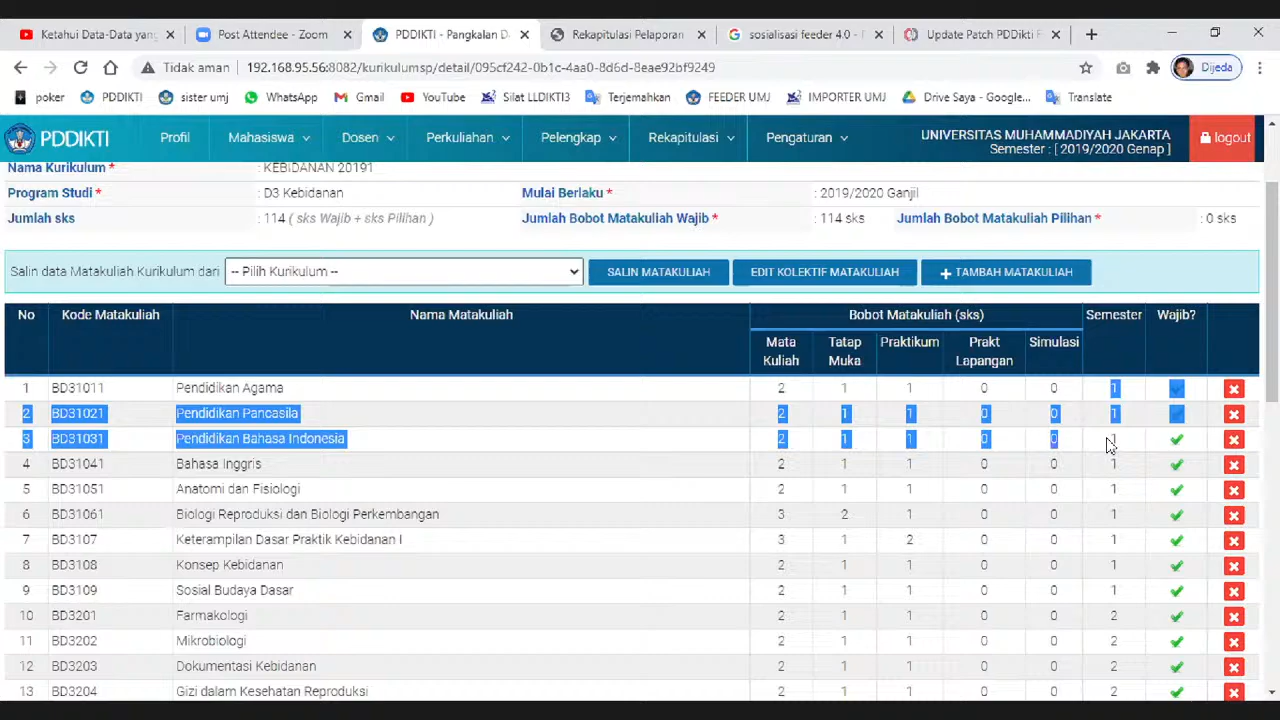 Ketahui Data-Data yang
Post Attendee - Zoom
PDDIKTI - Pangkalan D
Rekapitulasi Pelaporan
sosialisasi feeder 4.0 -
Update Patch PDDikti F
Tidak aman | 192.168.95.56:8082/kurikulumsp/detail/095cf242-0b1c-4aa0-8d6d-8eae92bf9249
Dijeda
poker PDDIKTI sister umj WhatsApp Gmail YouTube Silat LLDIKTI3 Terjemahkan FEEDER UMJ IMPORTER UMJ Drive Saya - Google... Translate
PDDIKTI Profil Mahasiswa Dosen Perkuliahan Pelengkap Rekapitulasi Pengaturan
UNIVERSITAS MUHAMMADIYAH JAKARTA
Semester : [ 2019/2020 Genap ]
logout
Nama Kurikulum * : KEBIDANAN 20191
Program Studi * : D3 Kebidanan Mulai Berlaku * : 2019/2020 Ganjil
Jumlah sks : 114 ( sks Wajib + sks Pilihan ) Jumlah Bobot Matakuliah Wajib * : 114 sks Jumlah Bobot Matakuliah Pilihan * : 0 sks
Salin data Matakuliah Kurikulum dari -- Pilih Kurikulum -- SALIN MATAKULIAH EDIT KOLEKTIF MATAKULIAH + TAMBAH MATAKULIAH
No Kode Matakuliah Nama Matakuliah Bobot Matakuliah (sks) Semester Wajib?
Mata Kuliah Tatap Muka Praktikum Prakt Lapangan Simulasi
1 BD31011 Pendidikan Agama 2 1 1 0 0 1
2 BD31021 Pendidikan Pancasila 2 1 1 0 0 1
3 BD31031 Pendidikan Bahasa Indonesia 2 1 1 0 0 1
4 BD31041 Bahasa Inggris 2 1 1 0 0 1
5 BD31051 Anatomi dan Fisiologi 2 1 1 0 0 1
6 BD31061 Biologi Reproduksi dan Biologi Perkembangan 3 2 1 0 0 1
7 BD3107 Keterampilan Dasar Praktik Kebidanan I 3 1 2 0 0 1
8 BD3108 Konsep Kebidanan 2 1 1 0 0 1
9 BD3109 Sosial Budaya Dasar 2 1 1 0 0 1
10 BD3201 Farmakologi 2 1 1 0 0 2
11 BD3202 Mikrobiologi 2 1 1 0 0 2
12 BD3203 Dokumentasi Kebidanan 2 1 1 0 0 2
13 BD3204 Gizi dalam Kesehatan Reproduksi 2 1 1 0 0 2